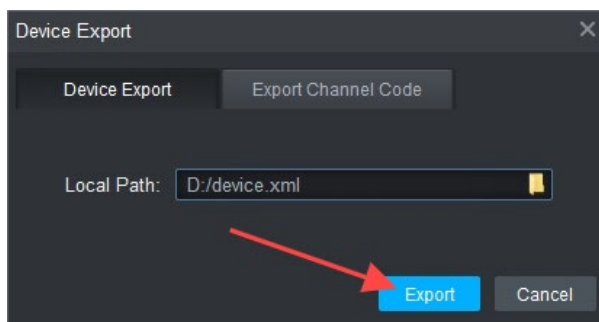 Device Export
Device Export Export Channel Code
Local Path: D:/device.xml
Export Cancel